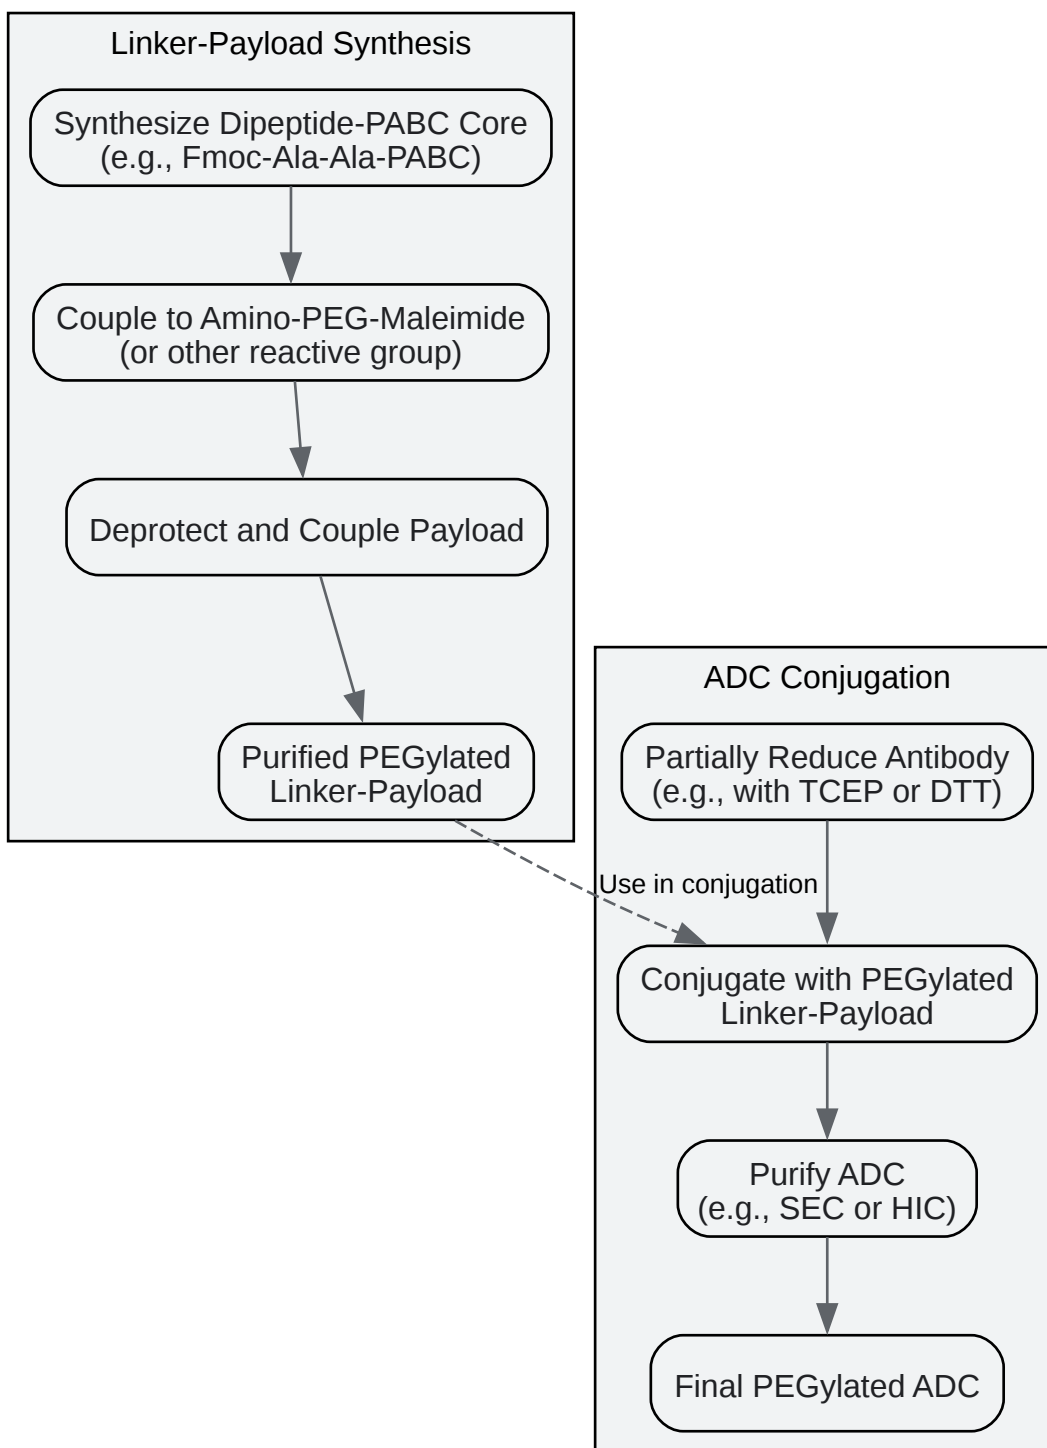 Linker-Payload Synthesis
Synthesize Dipeptide-PABC Core
(e.g., Fmoc-Ala-Ala-PABC)
Couple to Amino-PEG-Maleimide
(or other reactive group)
Deprotect and Couple Payload
Purified PEGylated
Linker-Payload
ADC Conjugation
Partially Reduce Antibody
(e.g., with TCEP or DTT)
Use in conjugation
Conjugate with PEGylated
Linker-Payload
Purify ADC
(e.g., SEC or HIC)
Final PEGylated ADC